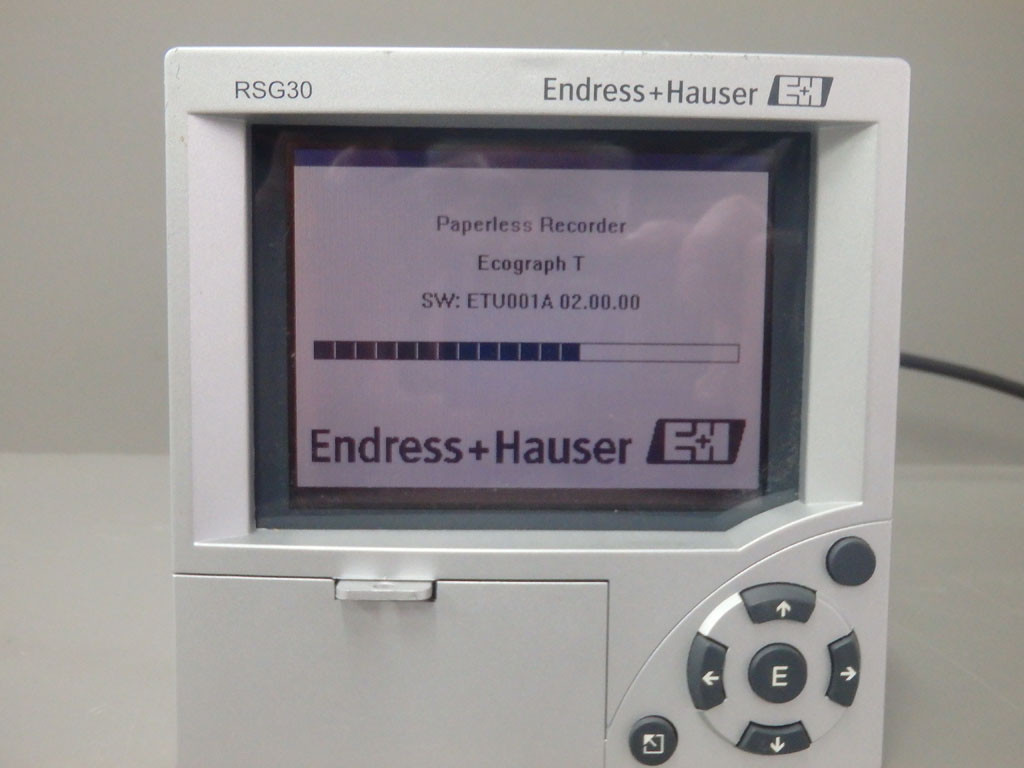 RSG30
Endress+Hauser E+H
Paperless Recorder
Ecograph T
SW: ETU001A 02.00.00
Endress+Hauser E+H
E